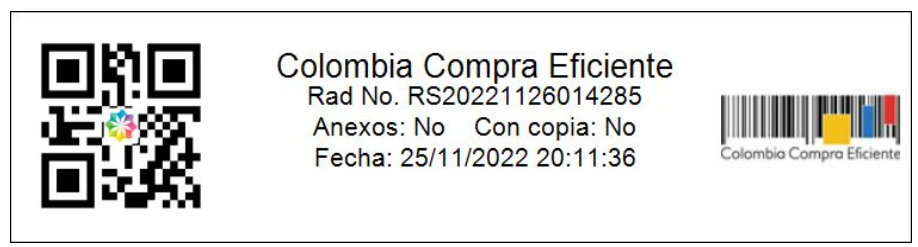 Colombia Compra Eficiente
Rad No. RS20221126014285
Anexos: No Con copia: No
Fecha: 25/11/2022 20:11:36
Colombia Compra Eficiente